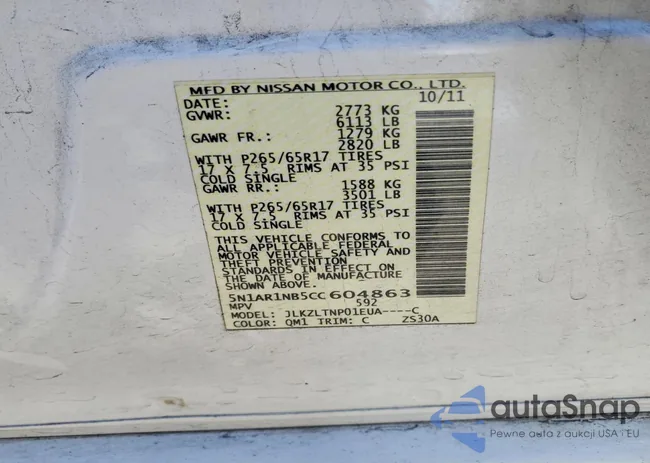 MFD BY NISSAN MOTOR CO., LTD.
DATE: 10/11
GVWR: 2773 KG
6113 LB
GAWR FR.: 1279 KG
2820 LB
WITH P265/65R17 TIRES
17 X 7.5 RIMS AT 35 PSI
COLD SINGLE
GAWR RR.: 1588 KG
3501 LB
WITH P265/65R17 TIRES
17 X 7.5 RIMS AT 35 PSI
COLD SINGLE
THIS VEHICLE CONFORMS TO
ALL APPLICABLE FEDERAL
MOTOR VEHICLE SAFETY AND
THEFT PREVENTION
STANDARDS IN EFFECT ON
THE DATE OF MANUFACTURE
SHOWN ABOVE.
5N1AR1NB5CC604863
MPV 592
MODEL: JLKZLTNP01EUA----C
COLOR: QM1 TRIM: C ZS30A
autoSnap
Pewne auta z aukcji USA i EU